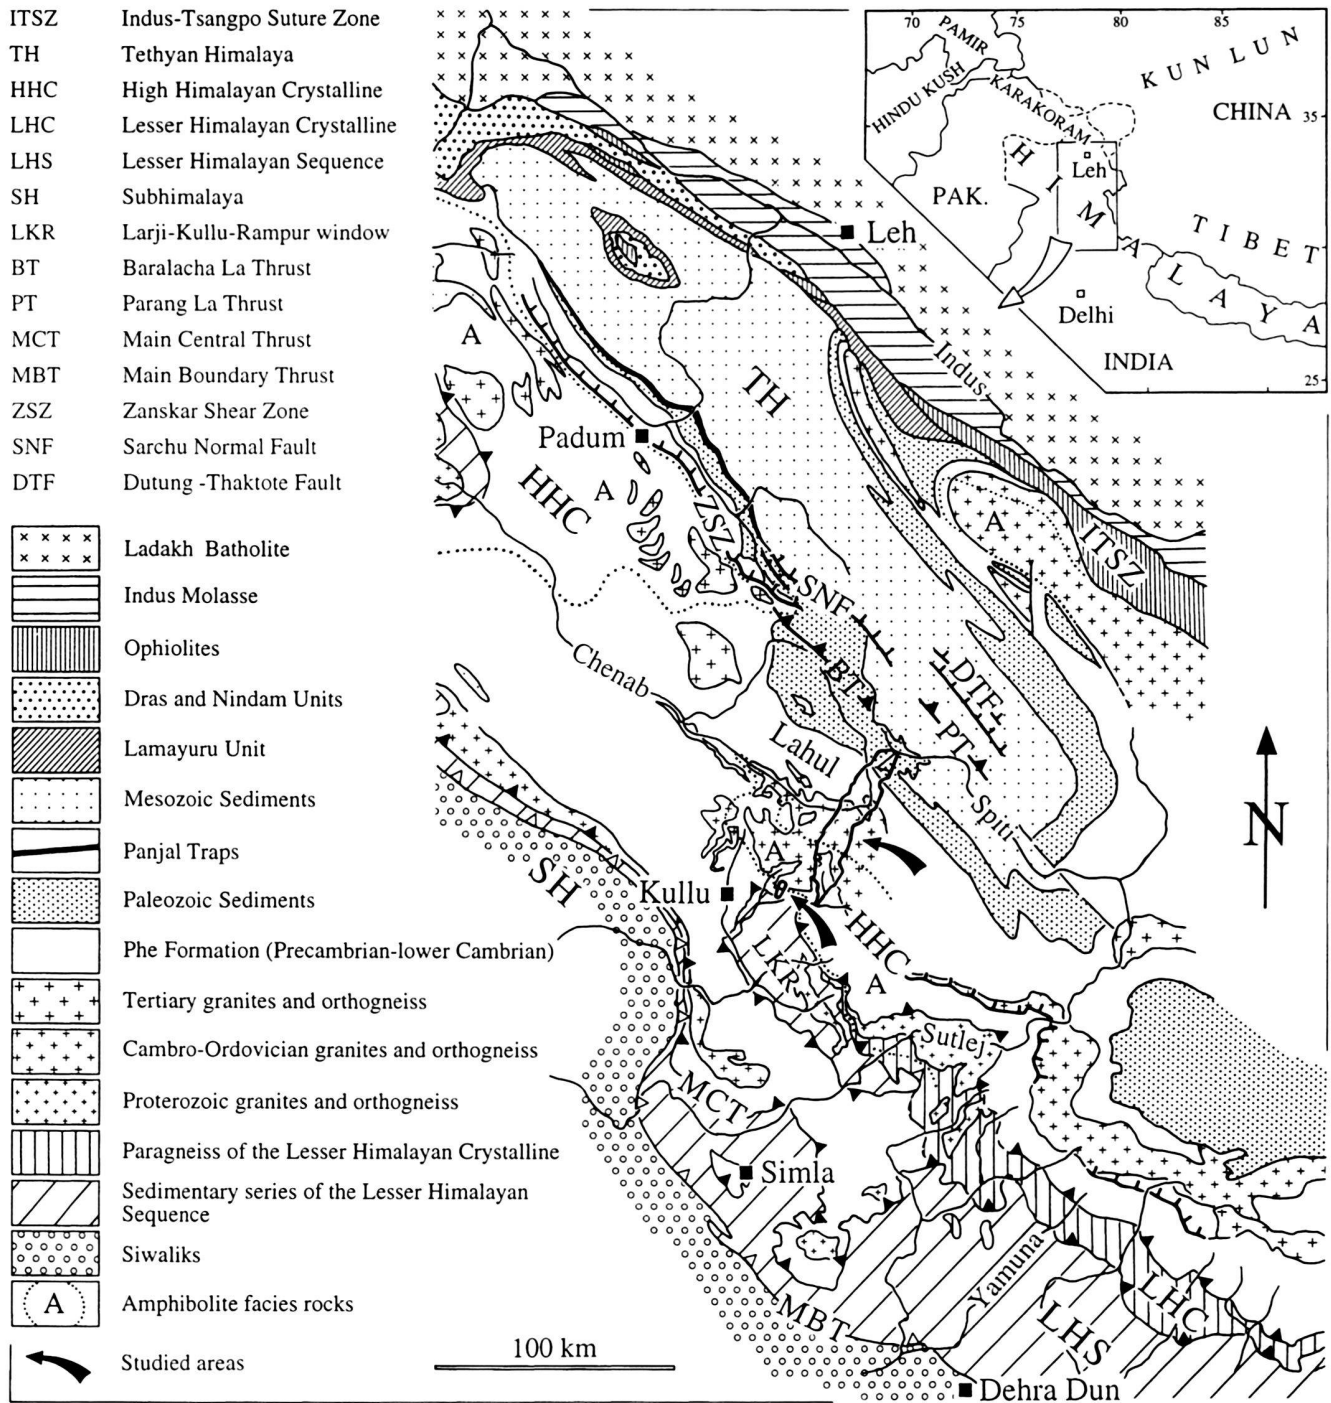 ITSZ Indus-Tsangpo Suture Zone
TH Tethyan Himalaya
HHC High Himalayan Crystalline
LHC Lesser Himalayan Crystalline
LHS Lesser Himalayan Sequence
SH Subhimalaya
LKR Larji-Kullu-Rampur window
BT Baralacha La Thrust
PT Parang La Thrust
MCT Main Central Thrust
MBT Main Boundary Thrust
ZSZ Zanskar Shear Zone
SNF Sarchu Normal Fault
DTF Dutung -Thaktote Fault
Ladakh Batholite
Indus Molasse
Ophiolites
Dras and Nindam Units
Lamayuru Unit
Mesozoic Sediments
Panjal Traps
Paleozoic Sediments
Phe Formation (Precambrian-lower Cambrian)
Tertiary granites and orthogneiss
Cambro-Ordovician granites and orthogneiss
Proterozoic granites and orthogneiss
Paragneiss of the Lesser Himalayan Crystalline
Sedimentary series of the Lesser Himalayan
Sequence
Siwaliks
A Amphibolite facies rocks
Studied areas
70 75 80 85
PAMIR
KUN LUN
HINDU KUSH
KARAKORAM
CHINA
35
Leh
PAK.
HIMALAYA
TIBET
Delhi
INDIA
25
Leh
Indus
A
TH
Padum
HHC
A
ZSZ
A
ITSZ
SNF
Chenab
BT
DTF
PT
Lahul
Spiti
N
A
SH
Kullu
HHC
LKR
A
Sutlej
MCT
Simla
Yamuna
MBT
LHS
LHC
100 km
Dehra Dun